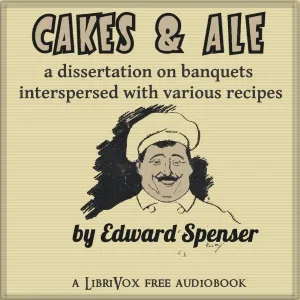 CAKES & ALE
a dissertation on banquets
interspersed with various recipes
by Edward Spenser
a LibriVox free audiobook